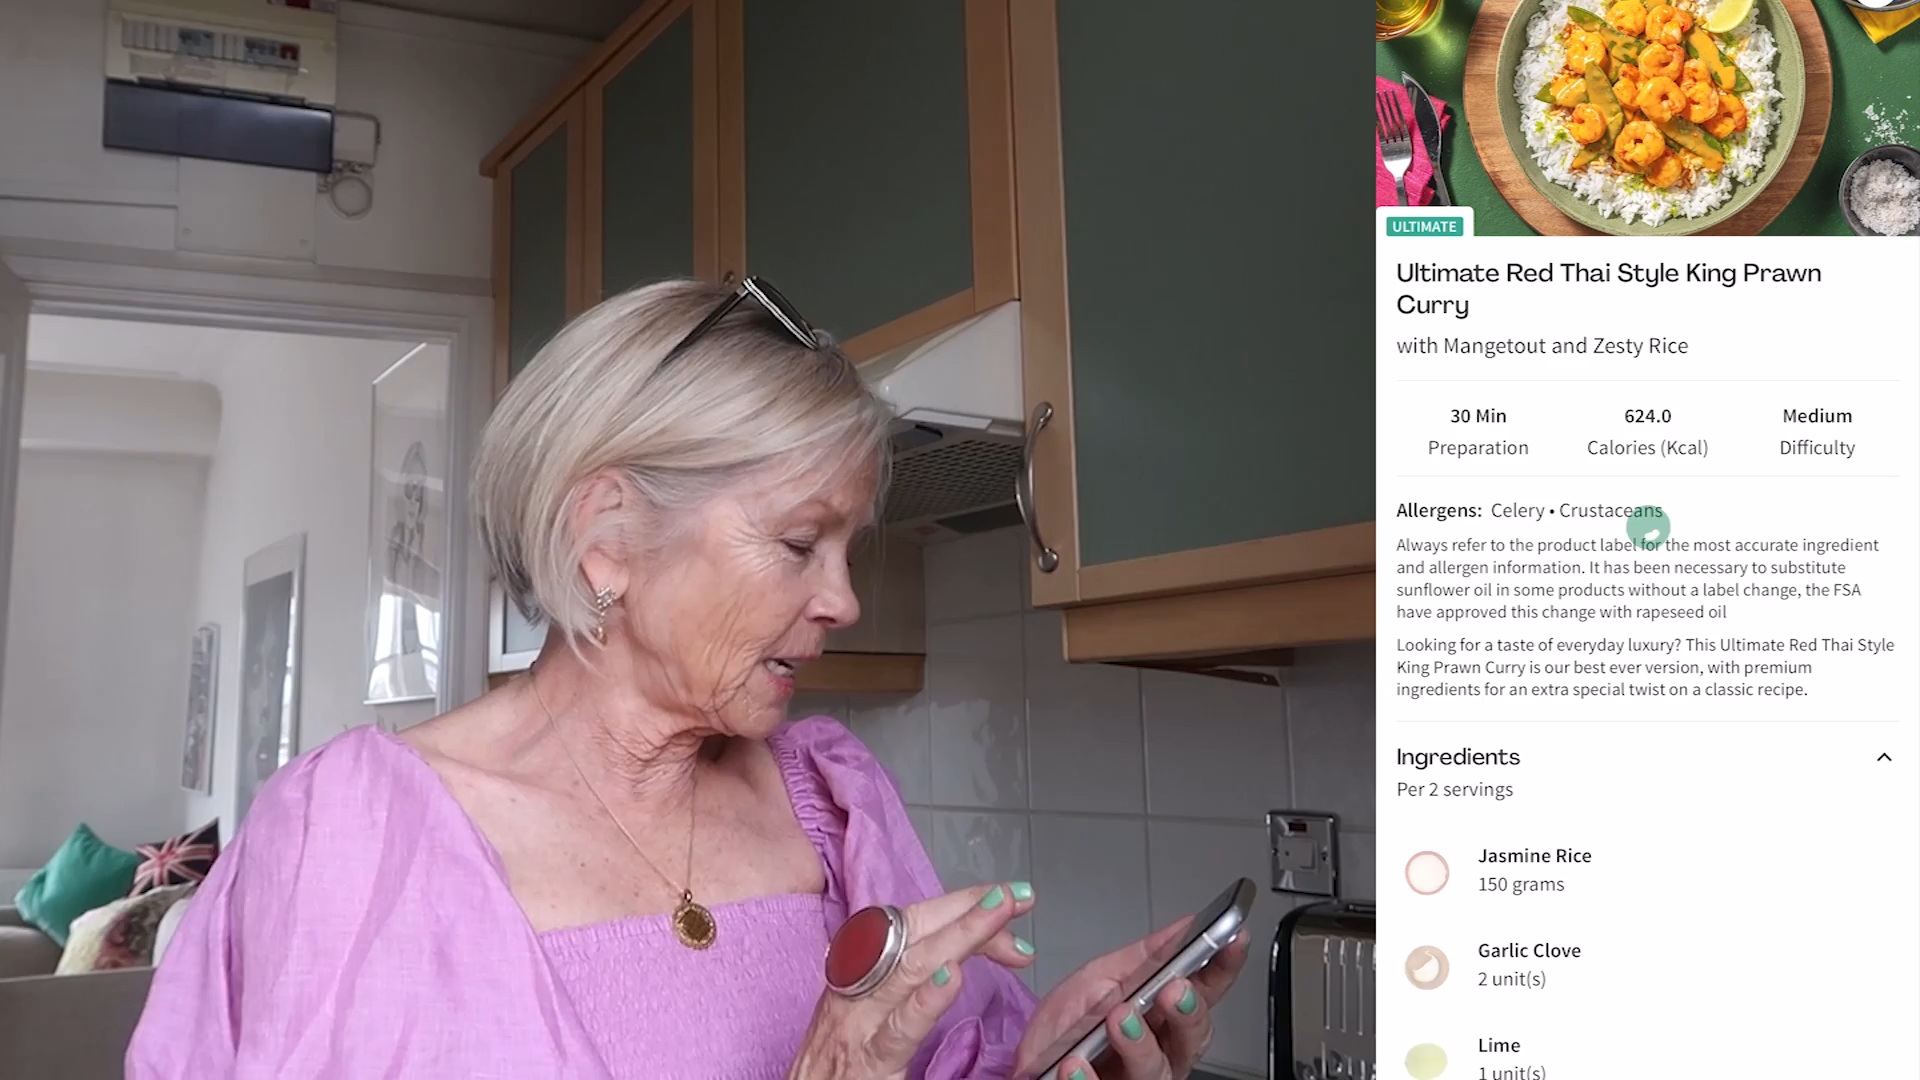 ULTIMATE
Ultimate Red Thai Style King Prawn
Curry
with Mangetout and Zesty Rice
30 Min
Preparation
624.0
Calories (Kcal)
Medium
Difficulty
Allergens: Celery • Crustaceans
Always refer to the product label for the most accurate ingredient
and allergen information. It has been necessary to substitute
sunflower oil in some products without a label change, the FSA
have approved this change with rapeseed oil
Looking for a taste of everyday luxury? This Ultimate Red Thai Style
King Prawn Curry is our best ever version, with premium
ingredients for an extra special twist on a classic recipe.
Ingredients
Per 2 servings
Jasmine Rice
150 grams
Garlic Clove
2 unit(s)
Lime
1 unit(s)